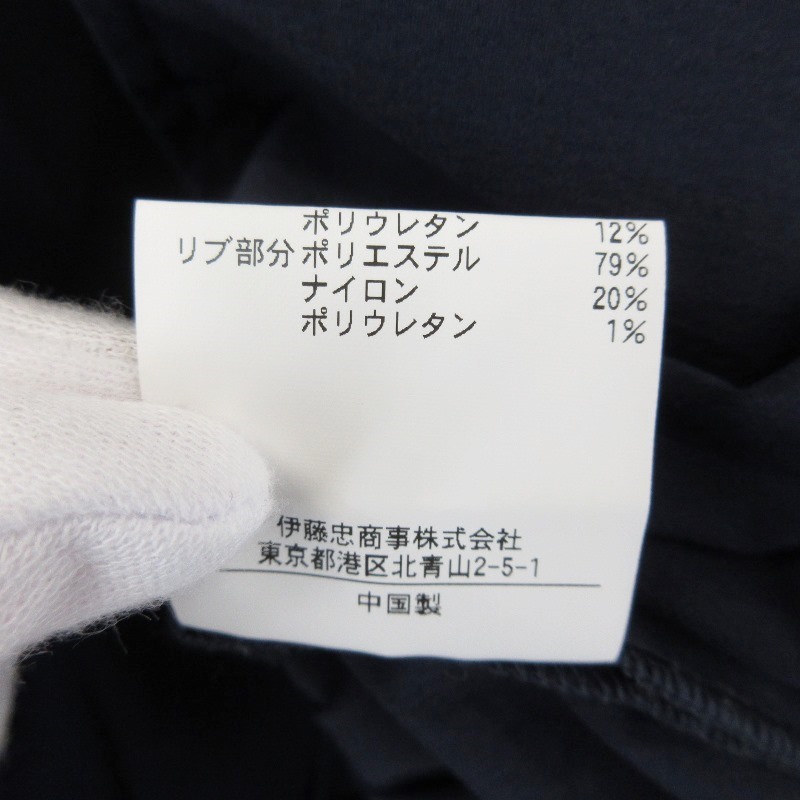 ポリウレタン 12%
リブ部分 ポリエステル 79%
ナイロン 20%
ポリウレタン 1%
伊藤忠商事株式会社
東京都港区北青山2-5-1
中国製